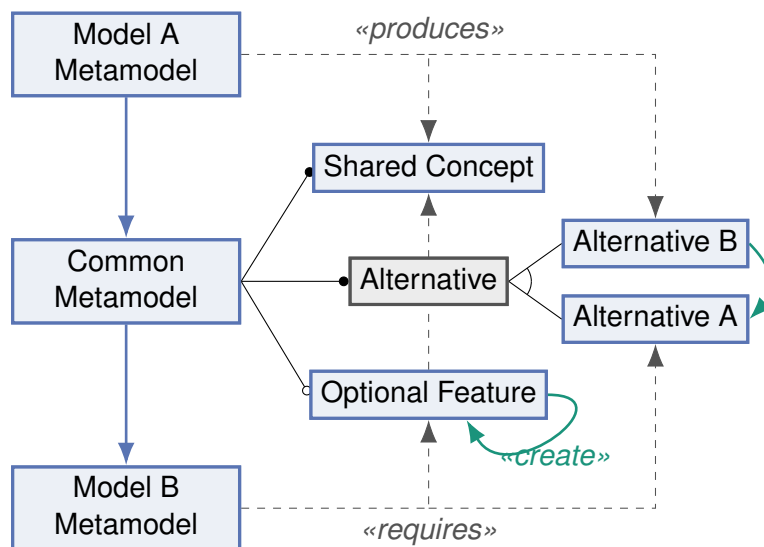 Model A
Metamodel
«produces»
Shared Concept
Common
Metamodel
Alternative
Alternative B
Alternative A
Optional Feature
«create»
Model B
Metamodel
«requires»